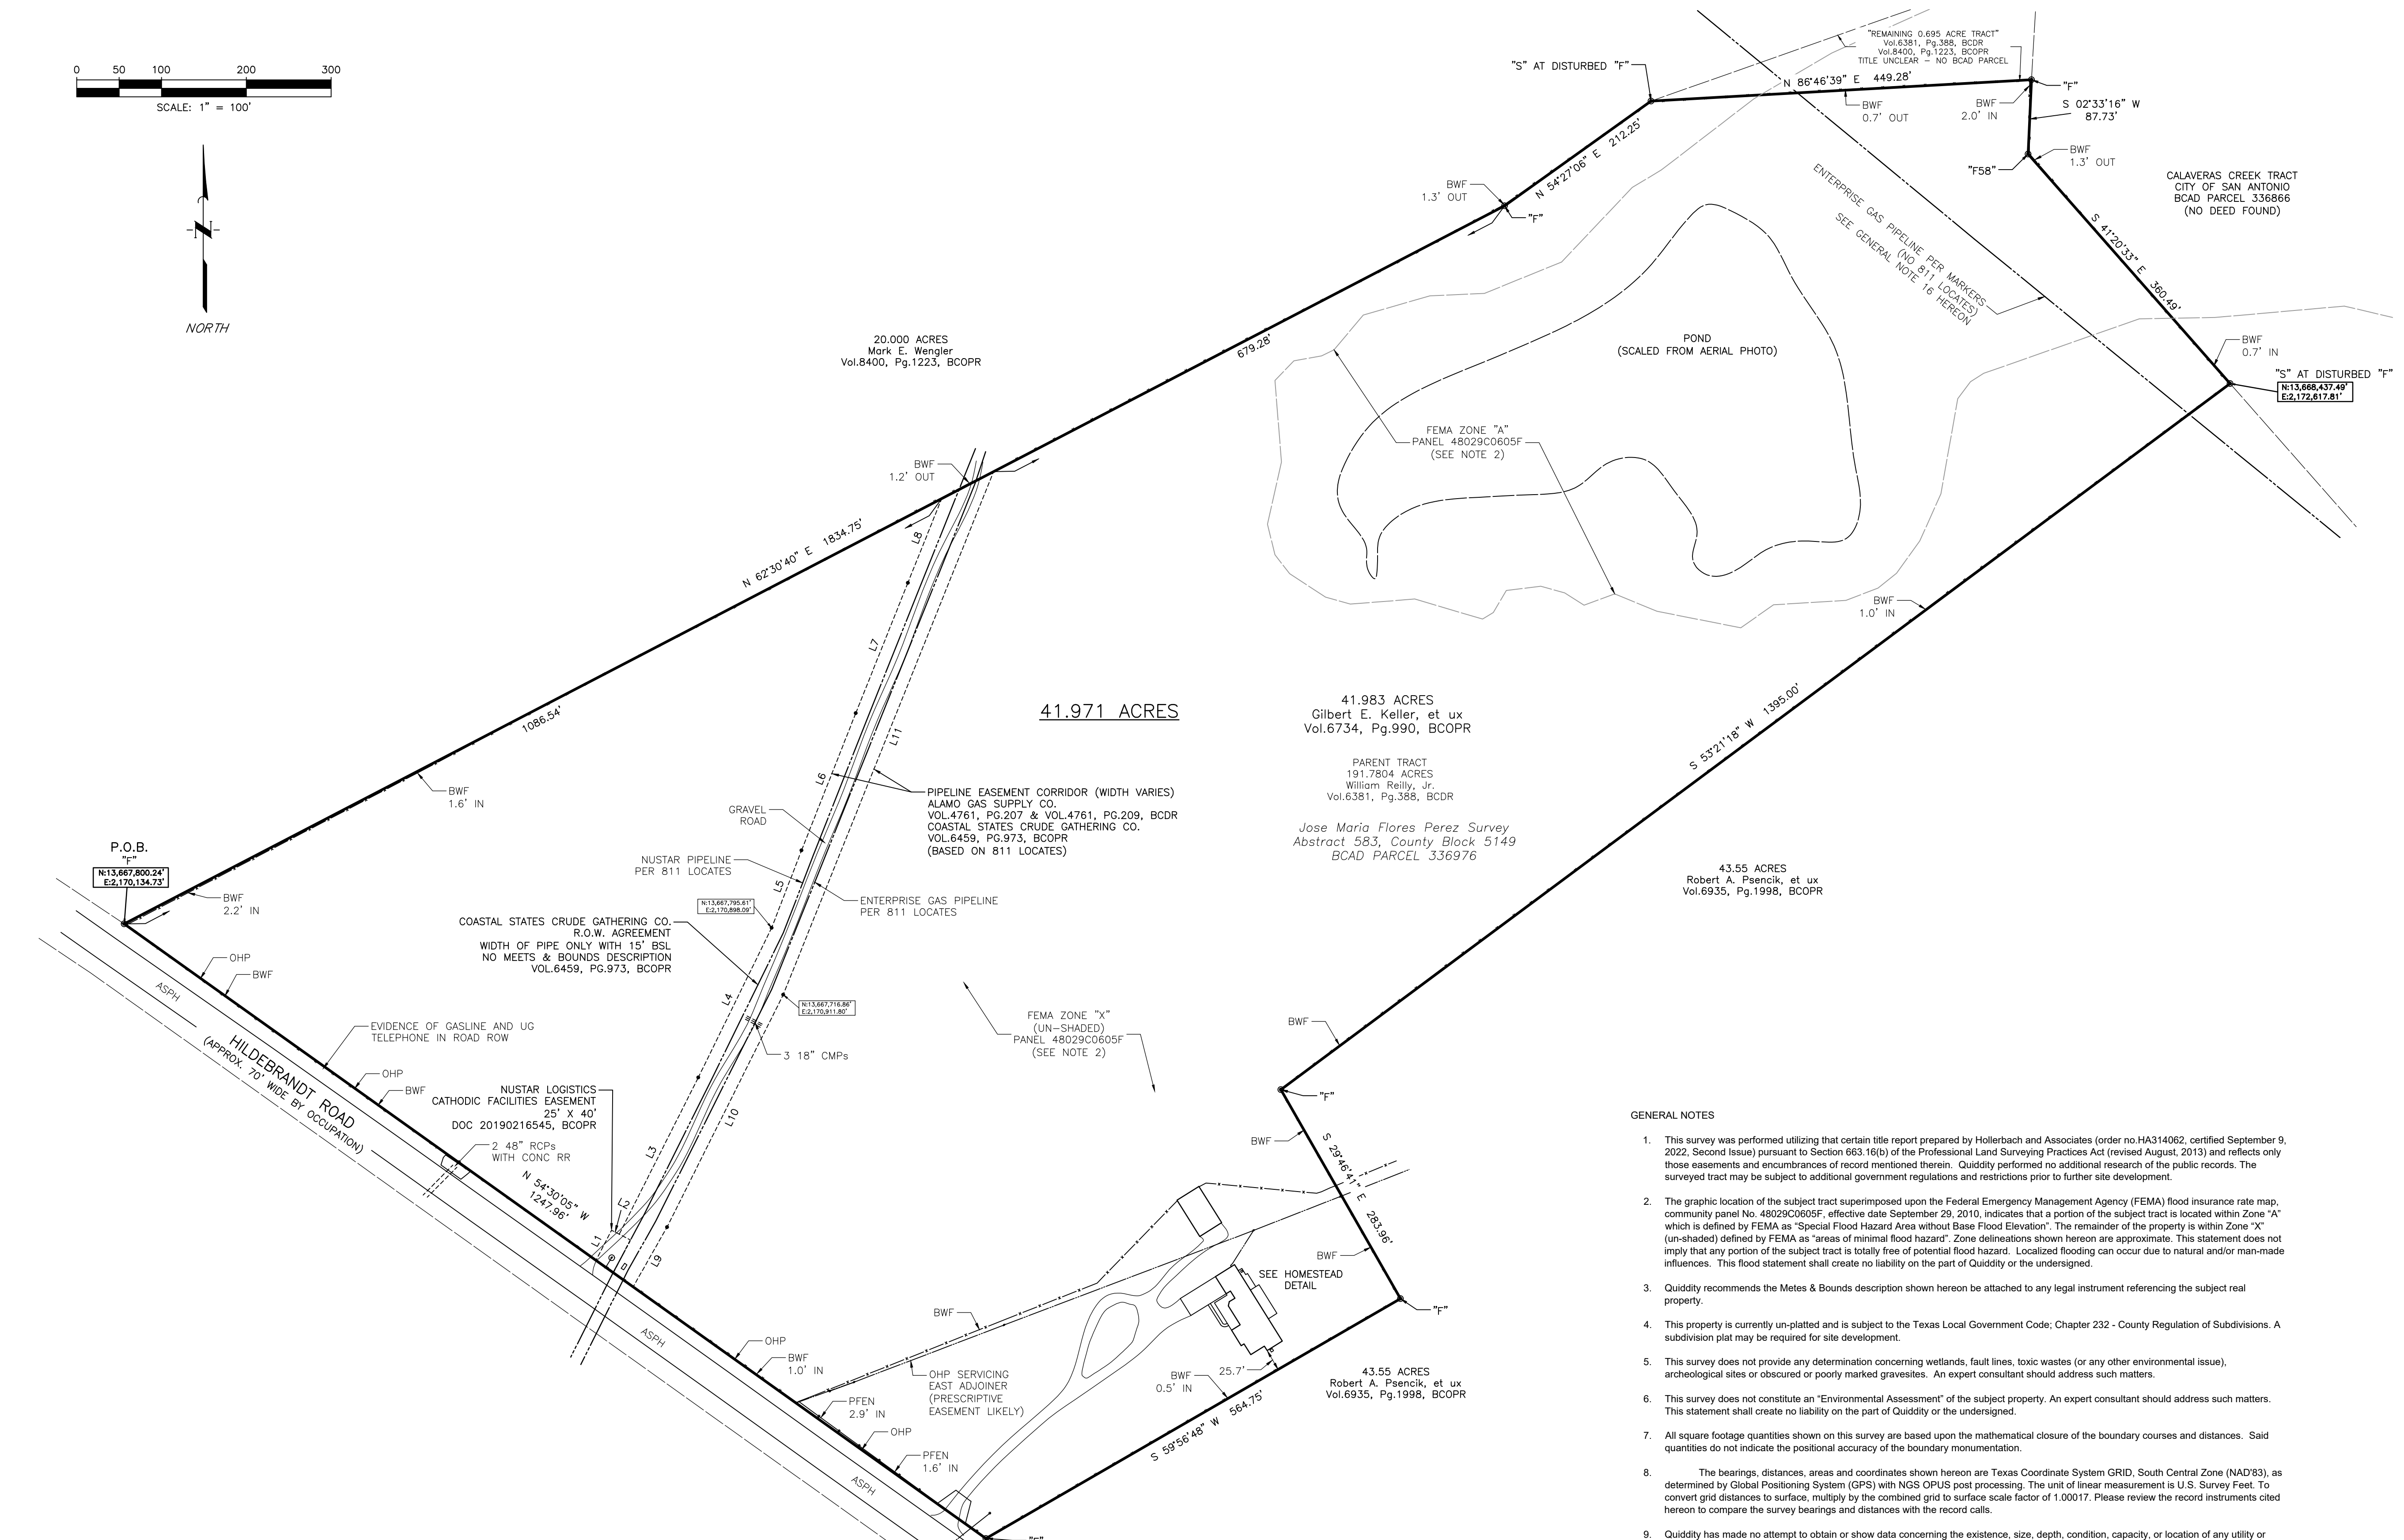 0 50 100 200 300
SCALE: 1" = 100'
NORTH
"REMAINING 0.695 ACRE TRACT"
Vol.6381, Pg.388, BCDR
Vol.8400, Pg.1223, BCOPR
TITLE UNCLEAR – NO BCAD PARCEL
"S" AT DISTURBED "F"
N 86°46'39" E 449.28'
"F"
BWF
0.7' OUT
BWF
2.0' IN
S 02°33'16" W
87.73'
BWF
1.3' OUT
"F58"
CALAVERAS CREEK TRACT
CITY OF SAN ANTONIO
BCAD PARCEL 336866
(NO DEED FOUND)
N 54°27'06" E 212.25'
BWF
1.3' OUT
"F"
ENTERPRISE GAS PIPELINE PER MARKERS
(NO 811 LOCATES)
SEE GENERAL NOTE 16 HEREON
S 41°20'33" E 360.49'
BWF
0.7' IN
"S" AT DISTURBED "F"
N:13,668,437.49'
E:2,172,617.81'
20.000 ACRES
Mark E. Wengler
Vol.8400, Pg.1223, BCOPR
679.28'
POND
(SCALED FROM AERIAL PHOTO)
FEMA ZONE "A"
PANEL 48029C0605F
(SEE NOTE 2)
BWF
1.2' OUT
N 62°30'40" E 1834.75'
L8
L7
BWF
1.0' IN
41.971 ACRES
41.983 ACRES
Gilbert E. Keller, et ux
Vol.6734, Pg.990, BCOPR
1086.54'
L11
S 53°21'18" W 1395.00'
PARENT TRACT
191.7804 ACRES
William Reilly, Jr.
Vol.6381, Pg.388, BCDR
L6
BWF
1.6' IN
PIPELINE EASEMENT CORRIDOR (WIDTH VARIES)
ALAMO GAS SUPPLY CO.
VOL.4761, PG.207 & VOL.4761, PG.209, BCDR
COASTAL STATES CRUDE GATHERING CO.
VOL.6459, PG.973, BCOPR
(BASED ON 811 LOCATES)
GRAVEL
ROAD
Jose Maria Flores Perez Survey
Abstract 583, County Block 5149
BCAD PARCEL 336976
P.O.B.
"F"
N:13,667,800.24'
E:2,170,134.73'
NUSTAR PIPELINE
PER 811 LOCATES
43.55 ACRES
Robert A. Psencik, et ux
Vol.6935, Pg.1998, BCOPR
L5
BWF
2.2' IN
N:13,667,795.61'
E:2,170,898.09'
ENTERPRISE GAS PIPELINE
PER 811 LOCATES
COASTAL STATES CRUDE GATHERING CO.
R.O.W. AGREEMENT
WIDTH OF PIPE ONLY WITH 15' BSL
NO MEETS & BOUNDS DESCRIPTION
VOL.6459, PG.973, BCOPR
OHP
BWF
ASPH
L4
N:13,667,716.86'
E:2,170,911.80'
FEMA ZONE "X"
(UN-SHADED)
PANEL 48029C0605F
(SEE NOTE 2)
BWF
EVIDENCE OF GASLINE AND UG
TELEPHONE IN ROAD ROW
3 18" CMPs
HILDEBRANDT ROAD
(APPROX. 70' WIDE BY OCCUPATION)
OHP
BWF
NUSTAR LOGISTICS
CATHODIC FACILITIES EASEMENT
25' X 40'
DOC 20190216545, BCOPR
L10
"F"
2 48" RCPs
WITH CONC RR
L3
BWF
S 29°46'41" E 283.96'
N 54°30'05" W
1247.96'
L2
L1
L9
BWF
SEE HOMESTEAD
DETAIL
"F"
BWF
ASPH
OHP
BWF
1.0' IN
OHP SERVICING
EAST ADJOINER
(PRESCRIPTIVE
EASEMENT LIKELY)
25.7'
BWF
0.5' IN
43.55 ACRES
Robert A. Psencik, et ux
Vol.6935, Pg.1998, BCOPR
PFEN
2.9' IN
OHP
S 59°56'48" W 564.75'
PFEN
1.6' IN
ASPH
"F"
GENERAL NOTES
1. This survey was performed utilizing that certain title report prepared by Hollerbach and Associates (order no.HA314062, certified September 9,
2022, Second Issue) pursuant to Section 663.16(b) of the Professional Land Surveying Practices Act (revised August, 2013) and reflects only
those easements and encumbrances of record mentioned therein. Quiddity performed no additional research of the public records. The
surveyed tract may be subject to additional government regulations and restrictions prior to further site development.
2. The graphic location of the subject tract superimposed upon the Federal Emergency Management Agency (FEMA) flood insurance rate map,
community panel No. 48029C0605F, effective date September 29, 2010, indicates that a portion of the subject tract is located within Zone “A”
which is defined by FEMA as “Special Flood Hazard Area without Base Flood Elevation”. The remainder of the property is within Zone “X”
(un-shaded) defined by FEMA as “areas of minimal flood hazard”. Zone delineations shown hereon are approximate. This statement does not
imply that any portion of the subject tract is totally free of potential flood hazard. Localized flooding can occur due to natural and/or man-made
influences. This flood statement shall create no liability on the part of Quiddity or the undersigned.
3. Quiddity recommends the Metes & Bounds description shown hereon be attached to any legal instrument referencing the subject real
property.
4. This property is currently un-platted and is subject to the Texas Local Government Code; Chapter 232 - County Regulation of Subdivisions. A
subdivision plat may be required for site development.
5. This survey does not provide any determination concerning wetlands, fault lines, toxic wastes (or any other environmental issue),
archeological sites or obscured or poorly marked gravesites. An expert consultant should address such matters.
6. This survey does not constitute an “Environmental Assessment” of the subject property. An expert consultant should address such matters.
This statement shall create no liability on the part of Quiddity or the undersigned.
7. All square footage quantities shown on this survey are based upon the mathematical closure of the boundary courses and distances. Said
quantities do not indicate the positional accuracy of the boundary monumentation.
8. The bearings, distances, areas and coordinates shown hereon are Texas Coordinate System GRID, South Central Zone (NAD'83), as
determined by Global Positioning System (GPS) with NGS OPUS post processing. The unit of linear measurement is U.S. Survey Feet. To
convert grid distances to surface, multiply by the combined grid to surface scale factor of 1.00017. Please review the record instruments cited
hereon to compare the survey bearings and distances with the record calls.
9. Quiddity has made no attempt to obtain or show data concerning the existence, size, depth, condition, capacity, or location of any utility or